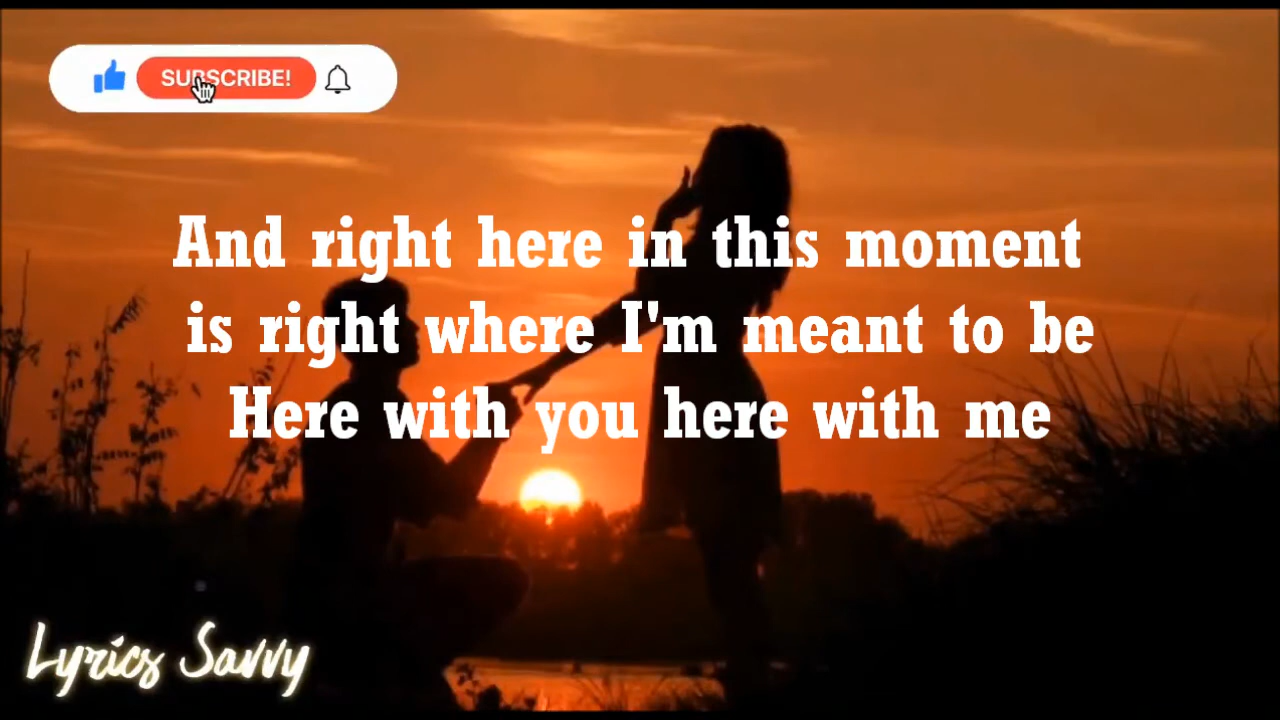 SUBSCRIBE!
And right here in this moment
is right where I'm meant to be
Here with you here with me
Lyrics Savvy